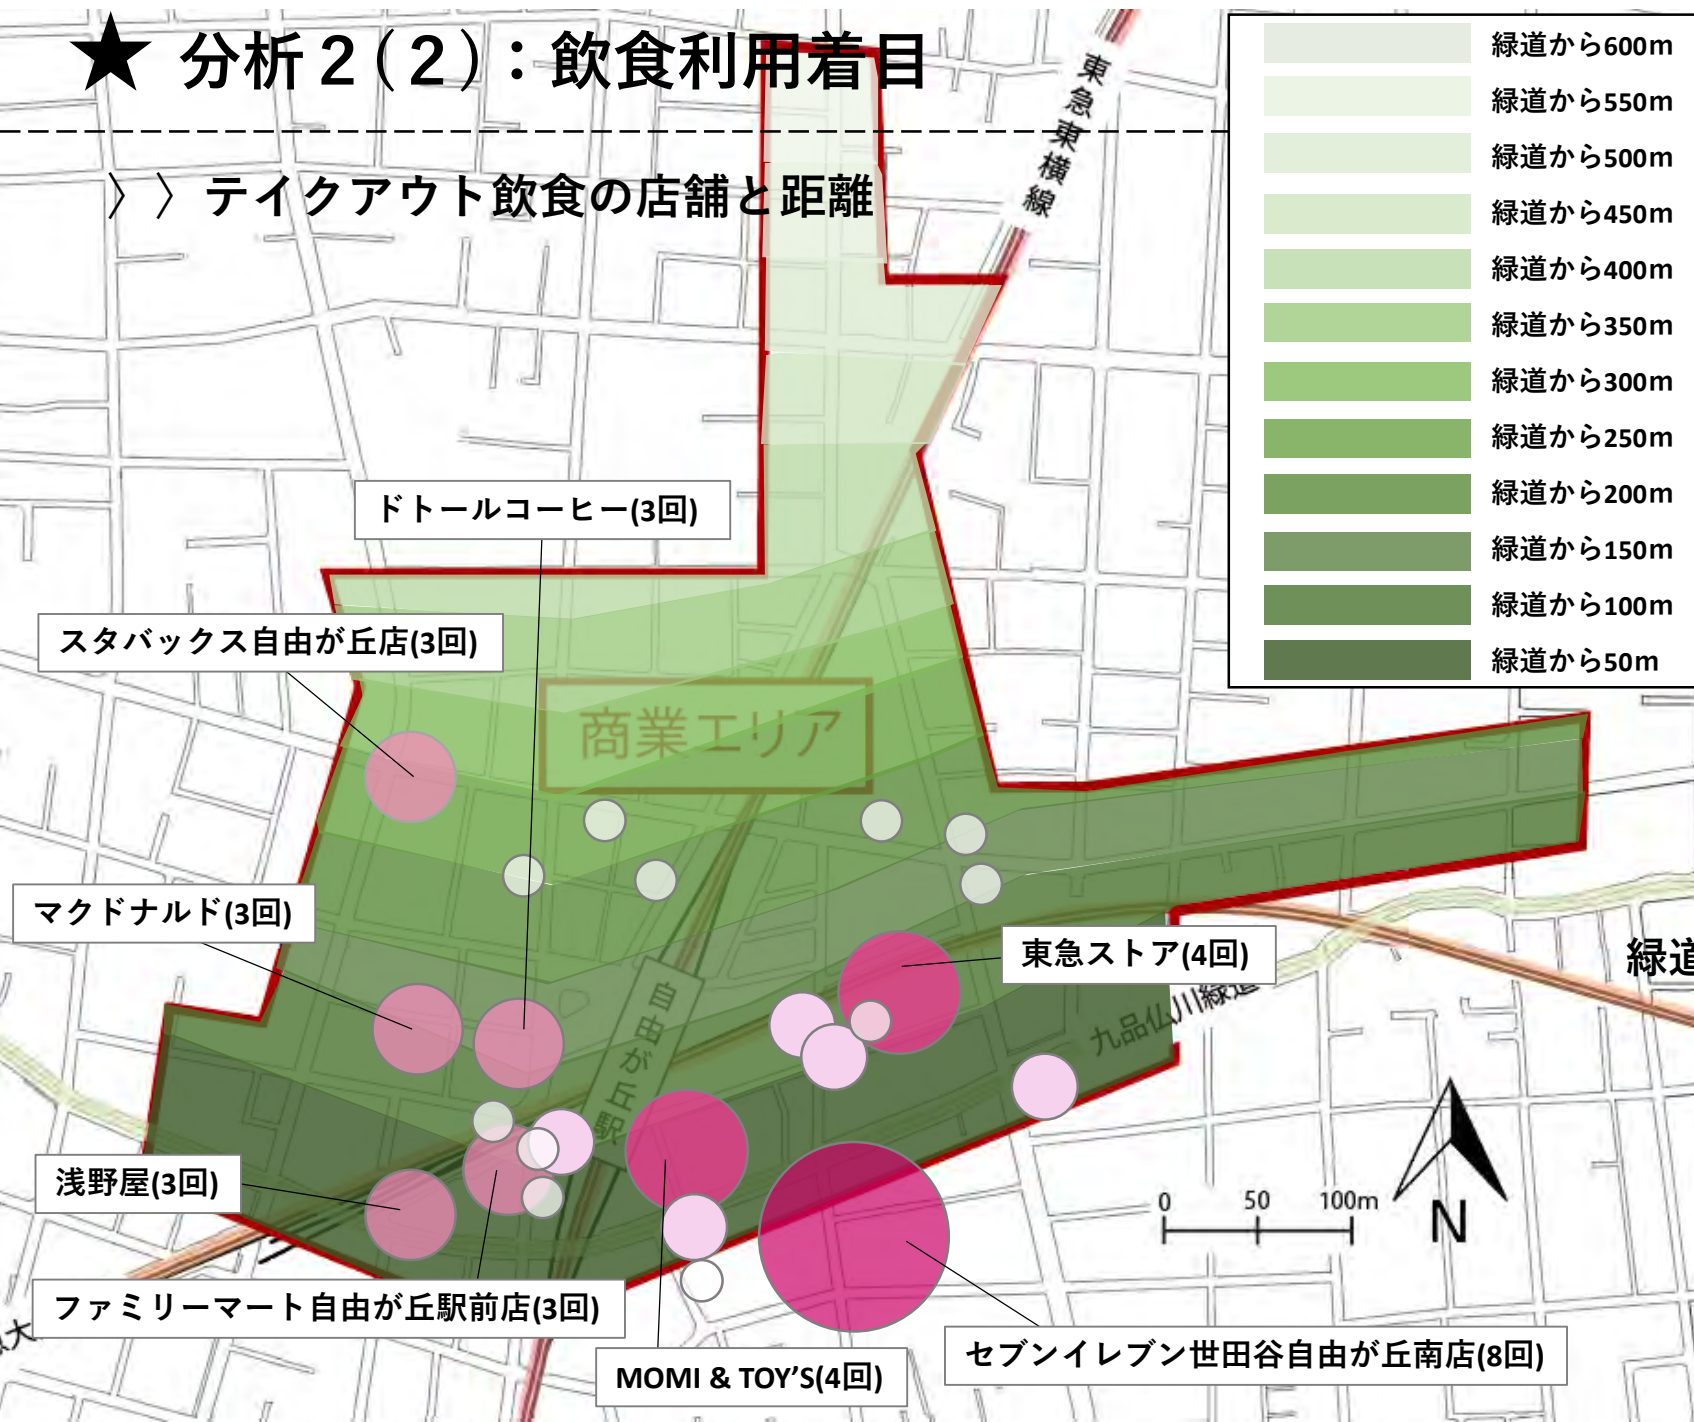 ★ 分析2(2):飲食利用着目
〉〉テイクアウト飲食の店舗と距離
東急東横線
緑道から600m
緑道から550m
緑道から500m
緑道から450m
緑道から400m
緑道から350m
緑道から300m
緑道から250m
緑道から200m
緑道から150m
緑道から100m
緑道から50m
ドトールコーヒー(3回)
スタバックス自由が丘店(3回)
商業エリア
マクドナルド(3回)
東急ストア(4回)
緑道
自由が丘駅
九品仏川緑道
浅野屋(3回)
0 50 100m
N
ファミリーマート自由が丘駅前店(3回)
MOMI & TOY'S(4回)
セブンイレブン世田谷自由が丘南店(8回)